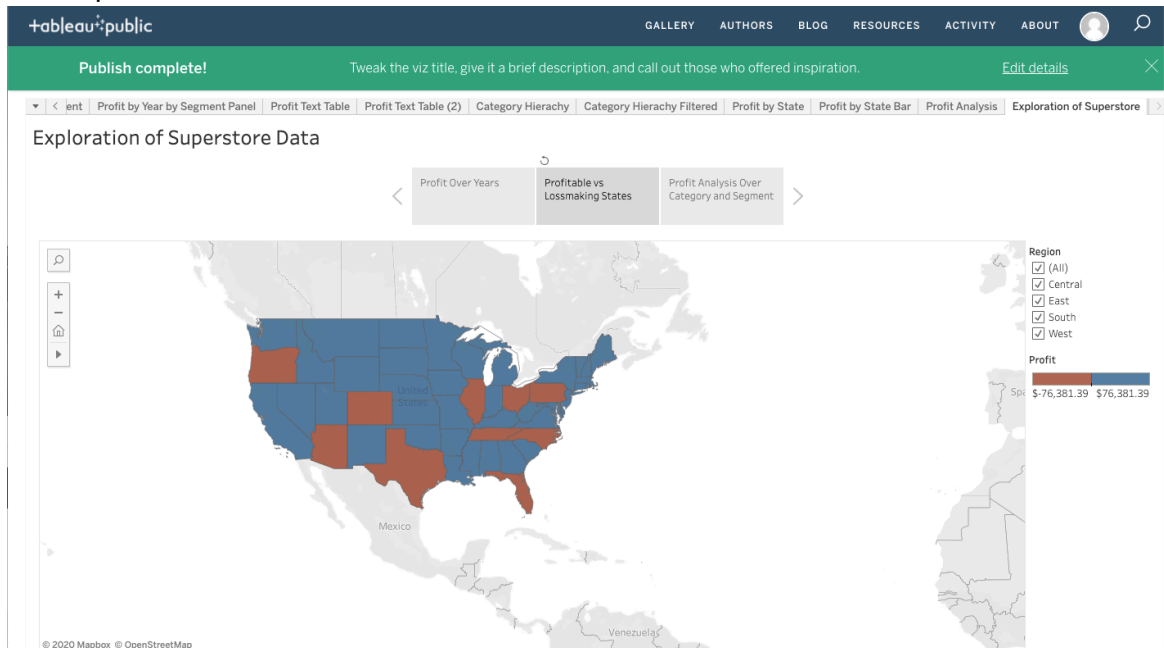 +ableau public
GALLERY AUTHORS BLOG RESOURCES ACTIVITY ABOUT
Publish complete! Tweak the viz title, give it a brief description, and call out those who offered inspiration. Edit details
ent Profit by Year by Segment Panel Profit Text Table Profit Text Table (2) Category Hierachy Category Hierachy Filtered Profit by State Profit by State Bar Profit Analysis Exploration of Superstore
Exploration of Superstore Data
Profit Over Years
Profitable vs
Lossmaking States
Profit Analysis Over
Category and Segment
Region
(All)
Central
East
South
West
Profit
$-76,381.39 $76,381.39
United
States
Mexico
Venezuela
© 2020 Mapbox © OpenStreetMap